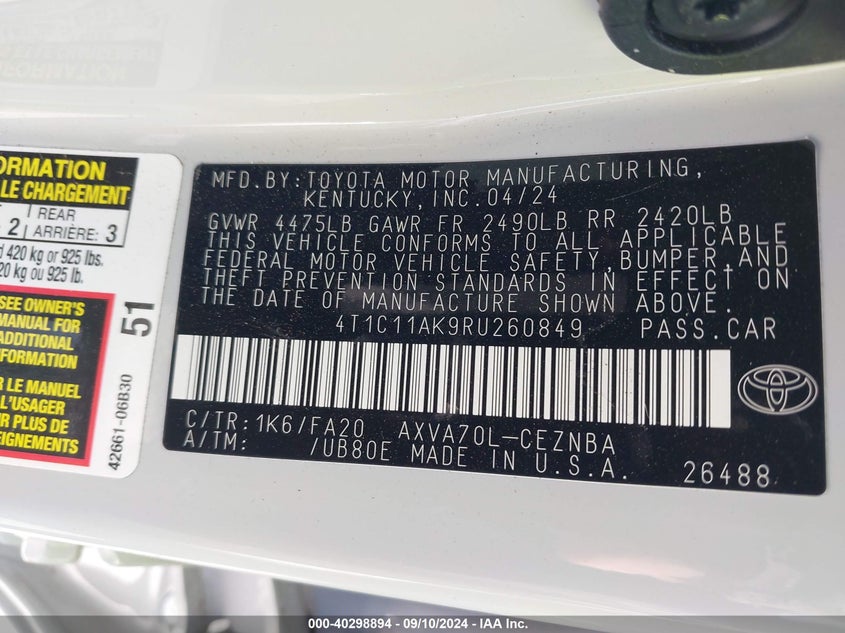 ORMATION
LE CHARGEMENT
REAR
2 ARRIÈRE: 3
420 kg or 925 lbs.
20 kg ou 925 lb.
SEE OWNER'S
MANUAL FOR
ADDITIONAL
INFORMATION
R LE MANUEL
L'USAGER
UR PLUS DE
SEIGNEMENTS
51
42661-06B30
MFD.BY:TOYOTA MOTOR MANUFACTURING,
KENTUCKY,INC.04/24
GVWR 4475LB GAWR FR 2490LB RR 2420LB
THIS VEHICLE CONFORMS TO ALL APPLICABLE
FEDERAL MOTOR VEHICLE SAFETY,BUMPER,AND
THEFT PREVENTION STANDARDS IN EFFECT ON
THE DATE OF MANUFACTURE SHOWN ABOVE.
4T1C11AK9RU260849 PASS.CAR
C/TR:1K6/FA20 AXVA70L-CEZNBA
A/TM: /UB80E MADE IN U.S.A.
26488
000-40298894 - 09/10/2024 - IAA Inc.